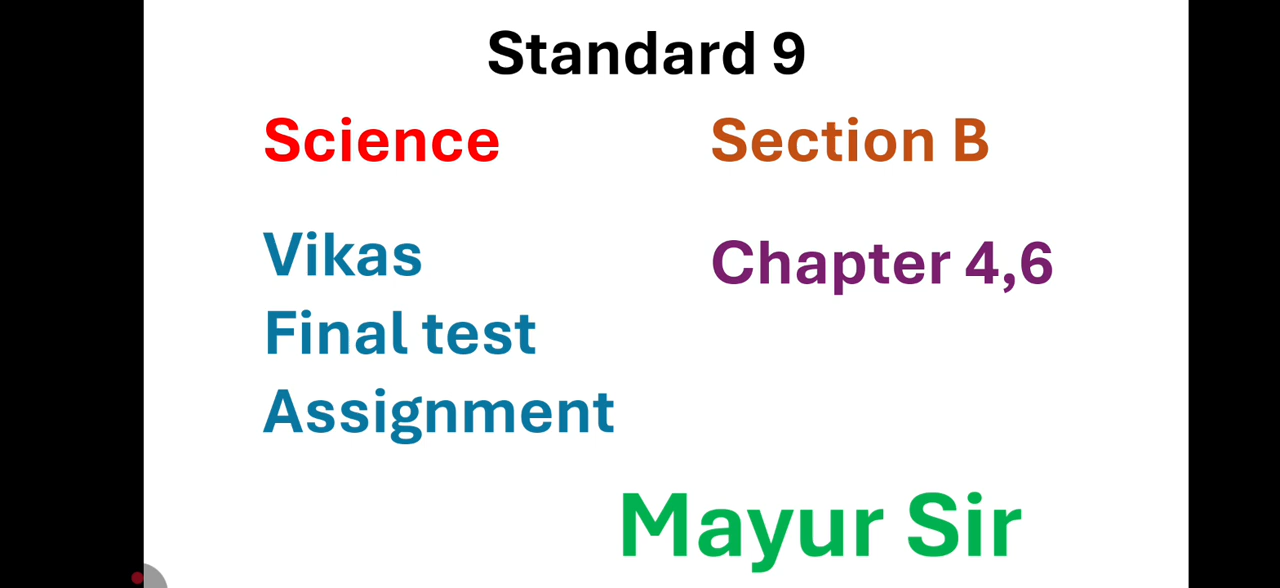 Standard 9
Science
Section B
Vikas
Chapter 4,6
Final test
Assignment
Mayur Sir